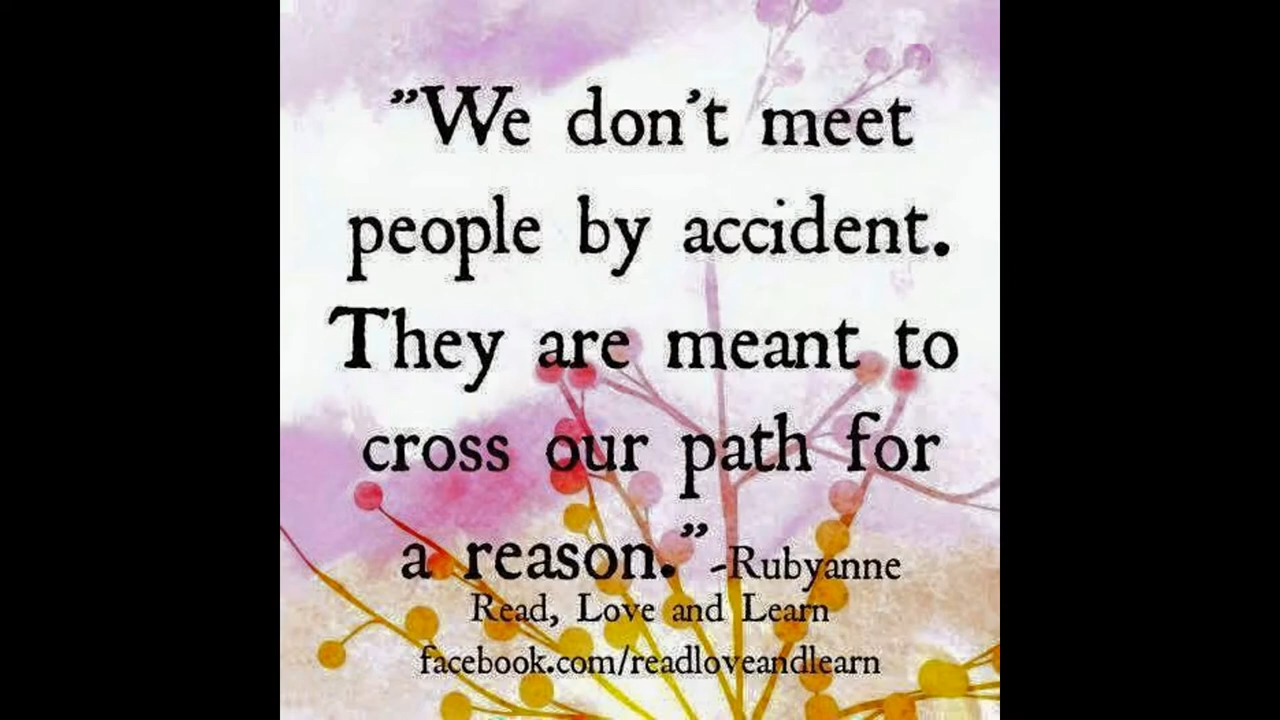 ”We don’t meet
people by accident.
They are meant to
cross our path for
a reason.” -Rubyanne
Read, Love and Learn
facebook.com/readloveandlearn